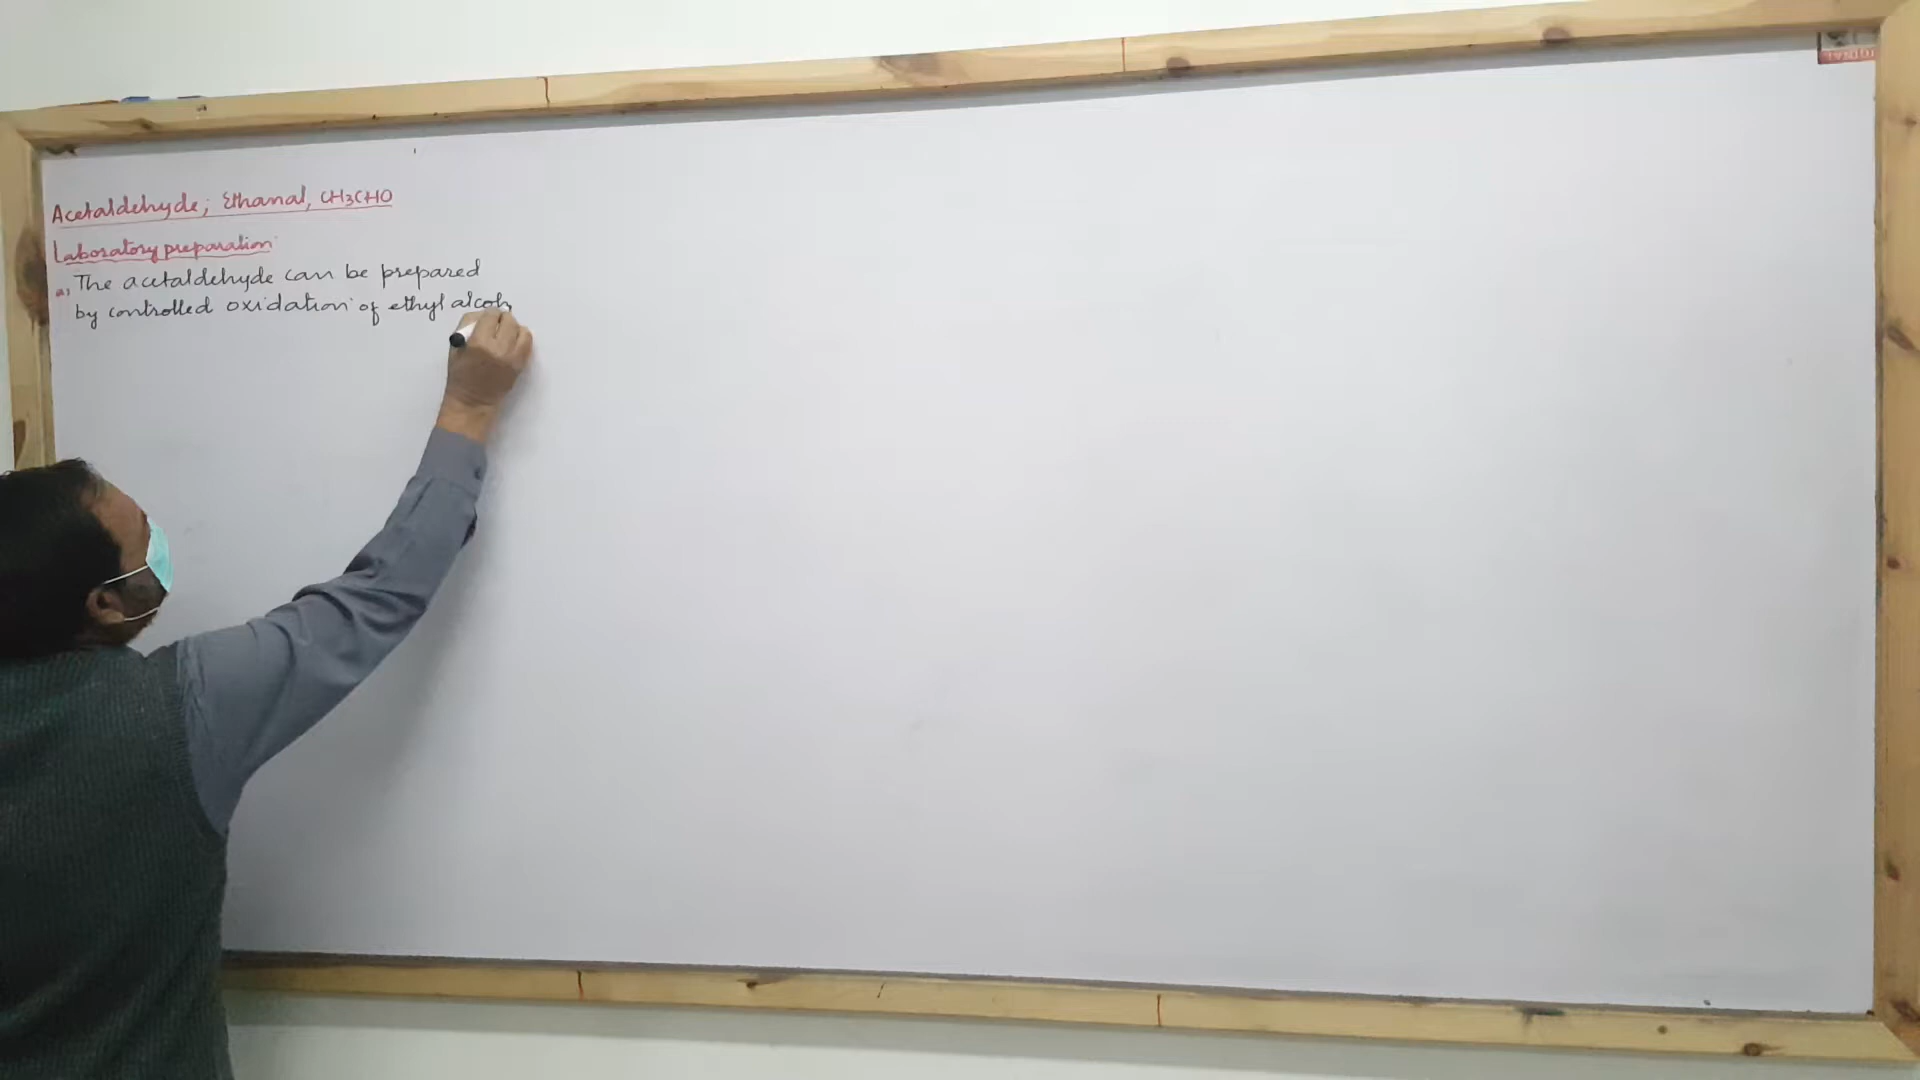 Acetaldehyde; Ethanal, CH3CHO
Laboratory preparation
a, The acetaldehyde can be prepared
by controlled oxidation of ethyl alcoh